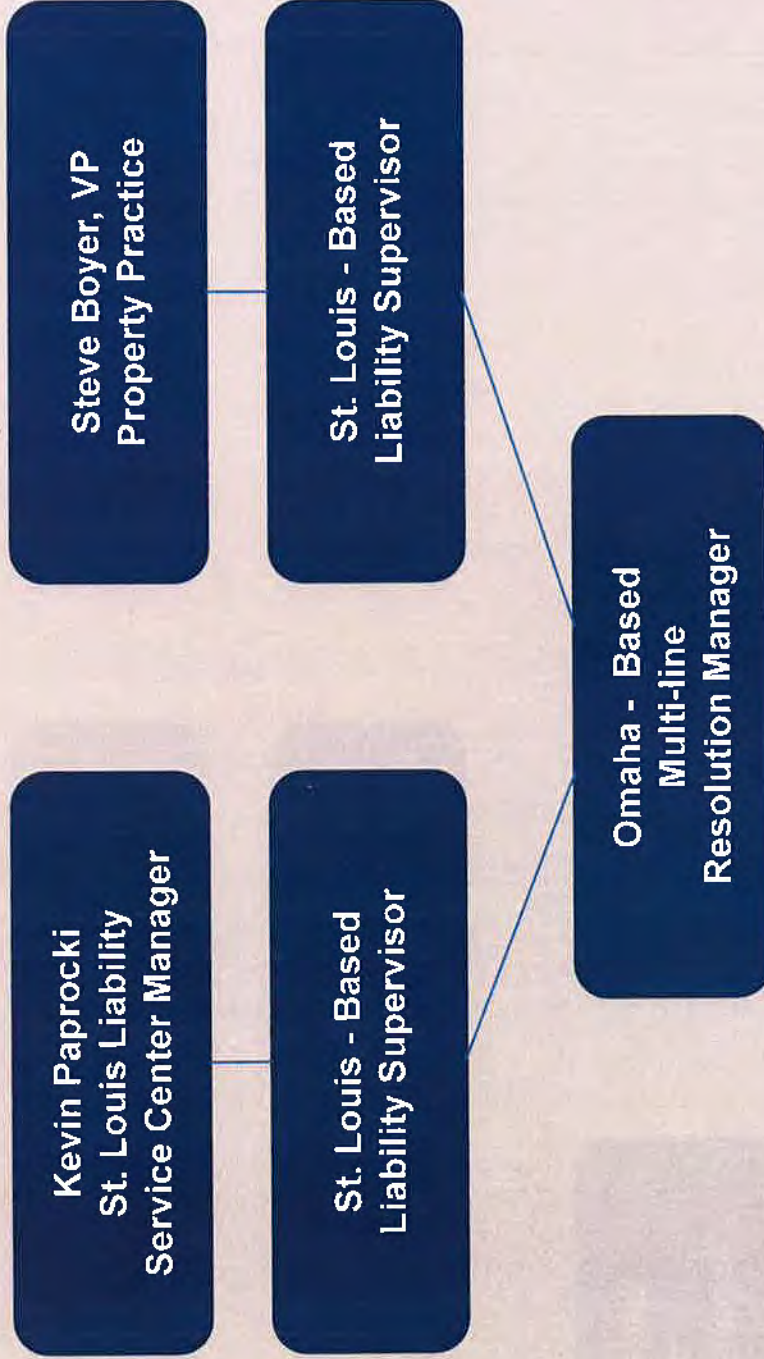 Kevin Paprocki
St. Louis Liability
Service Center Manager
Steve Boyer, VP
Property Practice
St. Louis - Based
Liability Supervisor
St. Louis - Based
Liability Supervisor
Omaha - Based
Multi-line
Resolution Manager